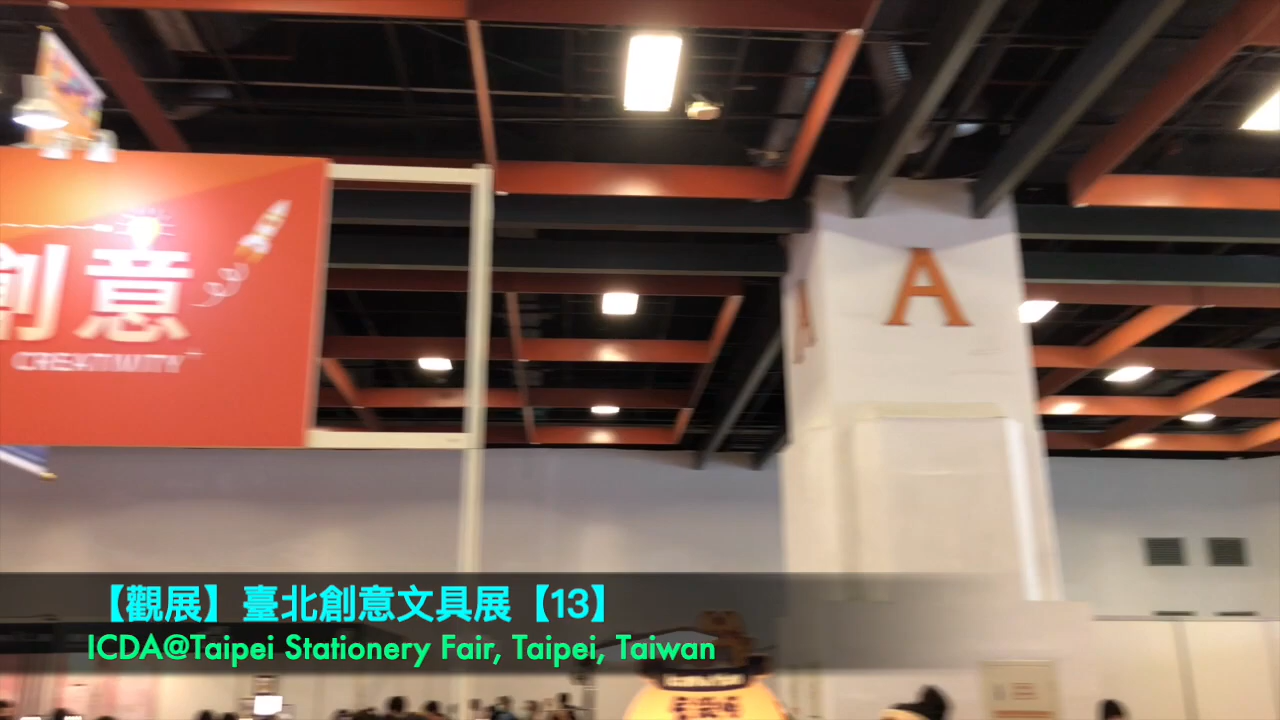 創意
CREATIVITY+
A
【觀展】臺北創意文具展【13】
ICDA@Taipei Stationery Fair, Taipei, Taiwan